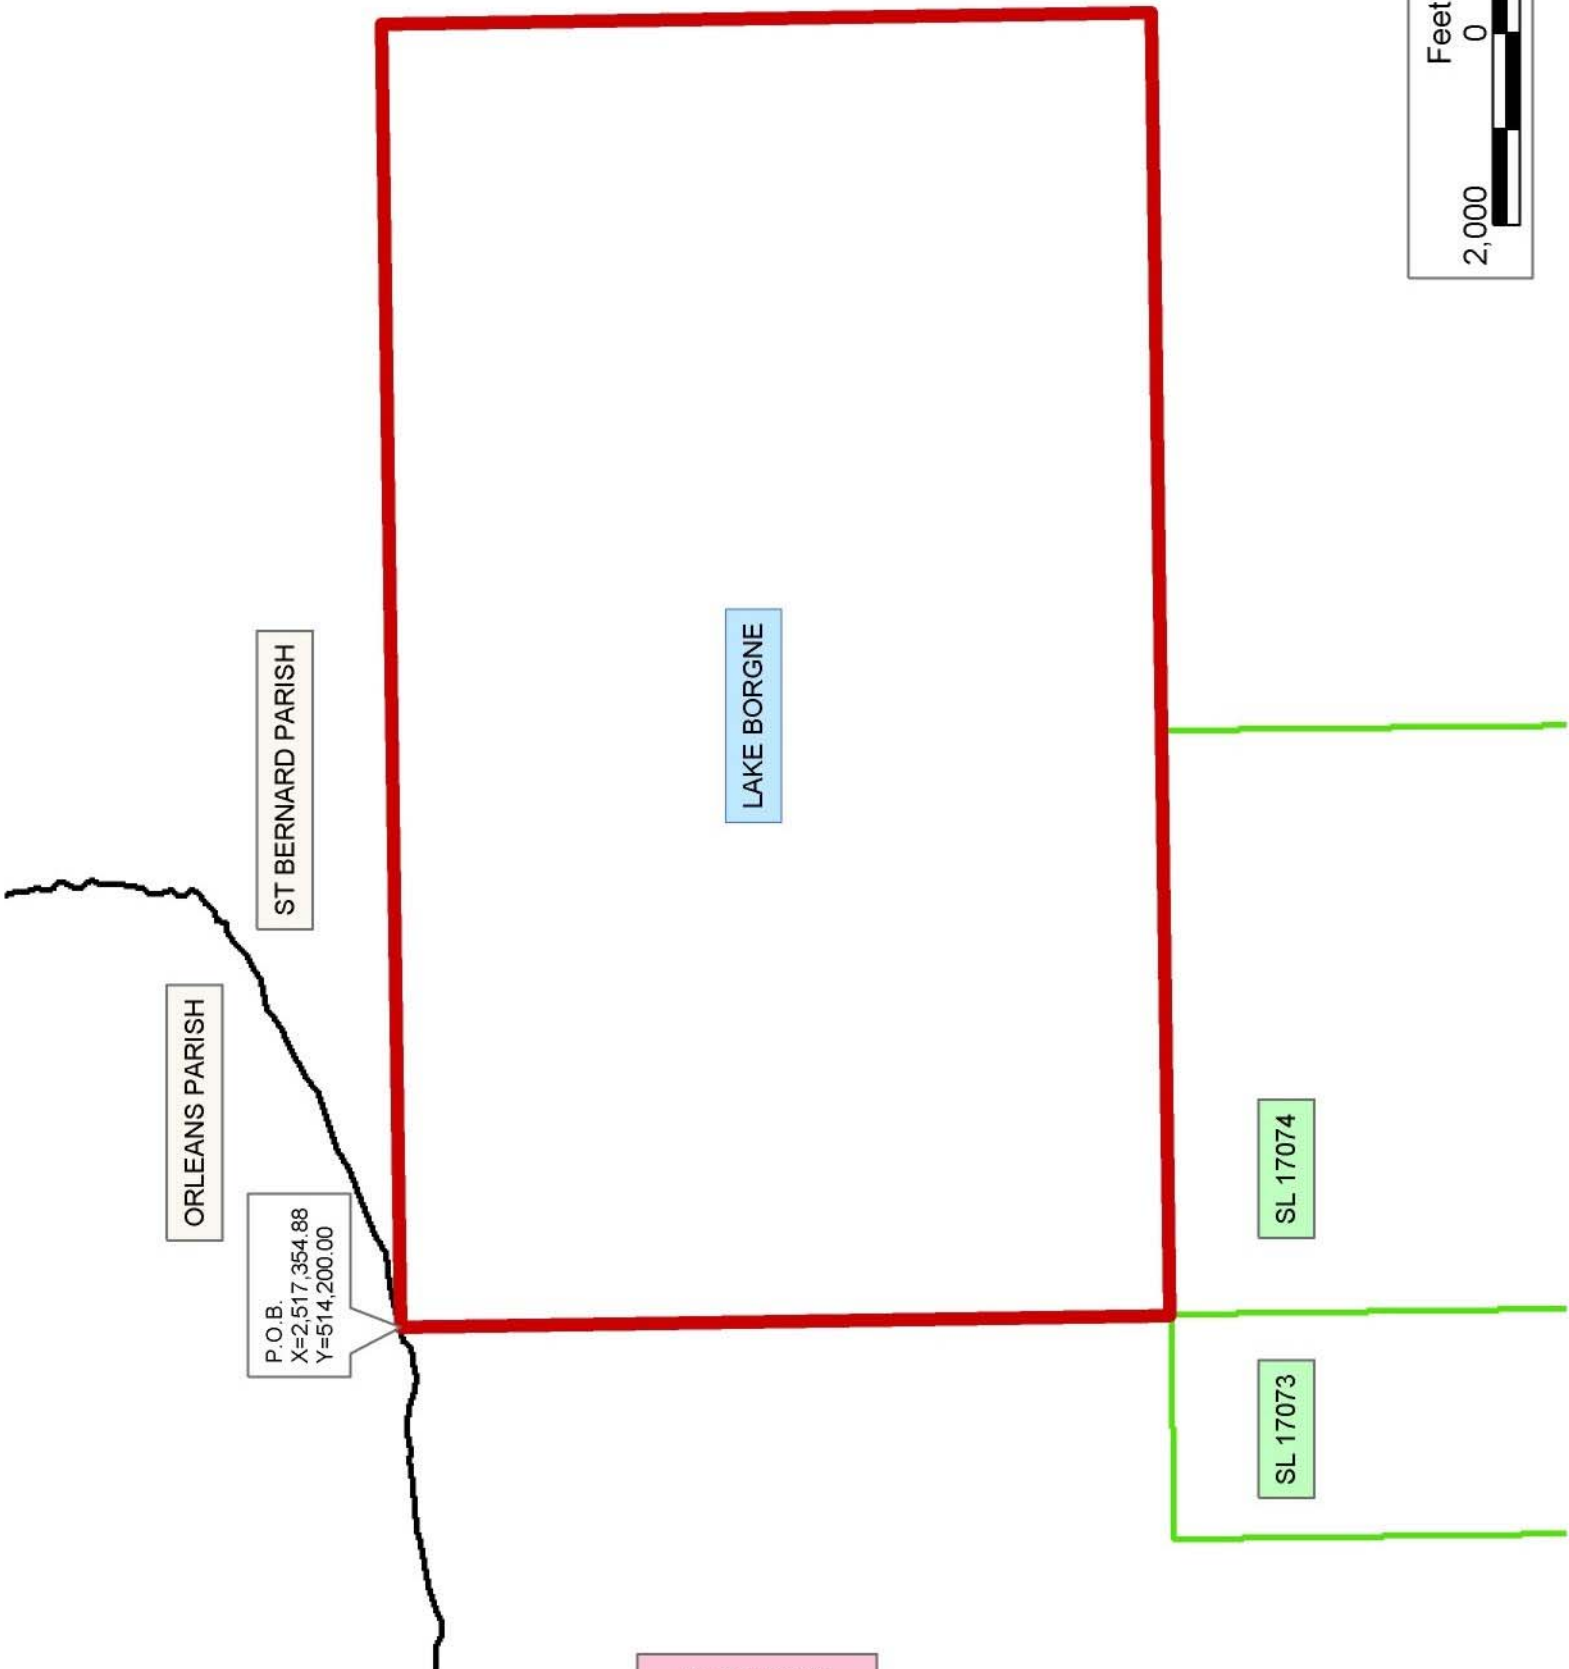 ORLEANS PARISH
P.O.B.
X=2,517,354.88
Y=514,200.00
ST BERNARD PARISH
LAKE BORGNE
SL 17073
SL 17074
Feet
2,000 0